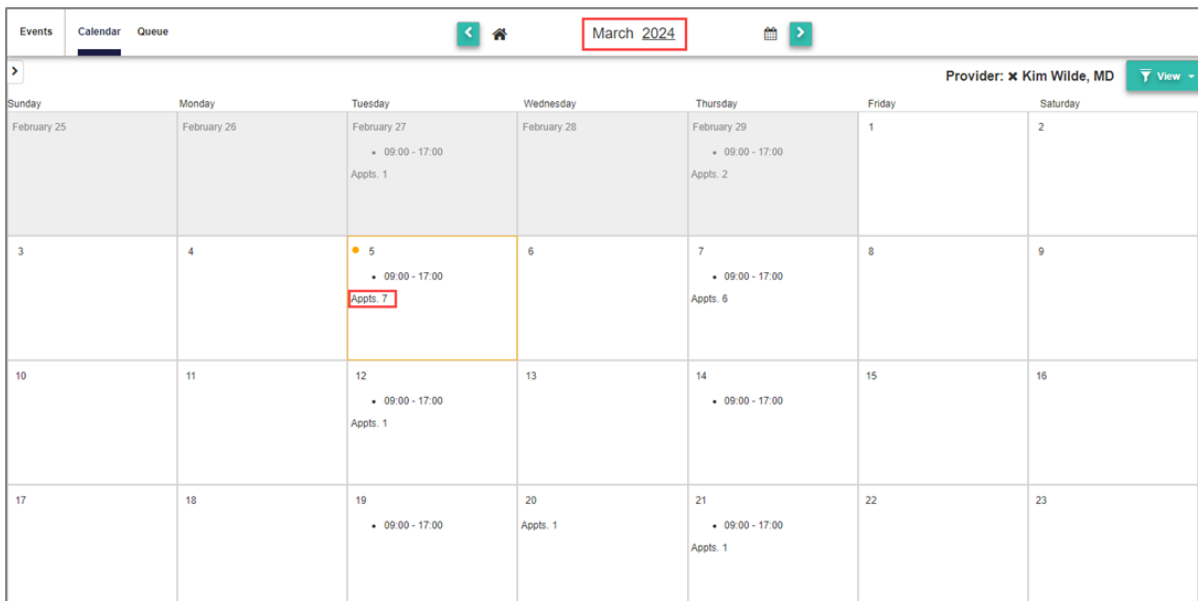 Events Calendar Queue March 2024
Provider: ✖ Kim Wilde, MD View
Sunday Monday Tuesday Wednesday Thursday Friday Saturday
February 25 February 26 February 27 February 28 February 29 1 2
• 09:00 - 17:00 • 09:00 - 17:00
Appts. 1 Appts. 2
3 4 5 6 7 8 9
• 09:00 - 17:00 • 09:00 - 17:00
Appts. 7 Appts. 6
10 11 12 13 14 15 16
• 09:00 - 17:00 • 09:00 - 17:00
Appts. 1
17 18 19 20 21 22 23
• 09:00 - 17:00 Appts. 1 • 09:00 - 17:00
Appts. 1